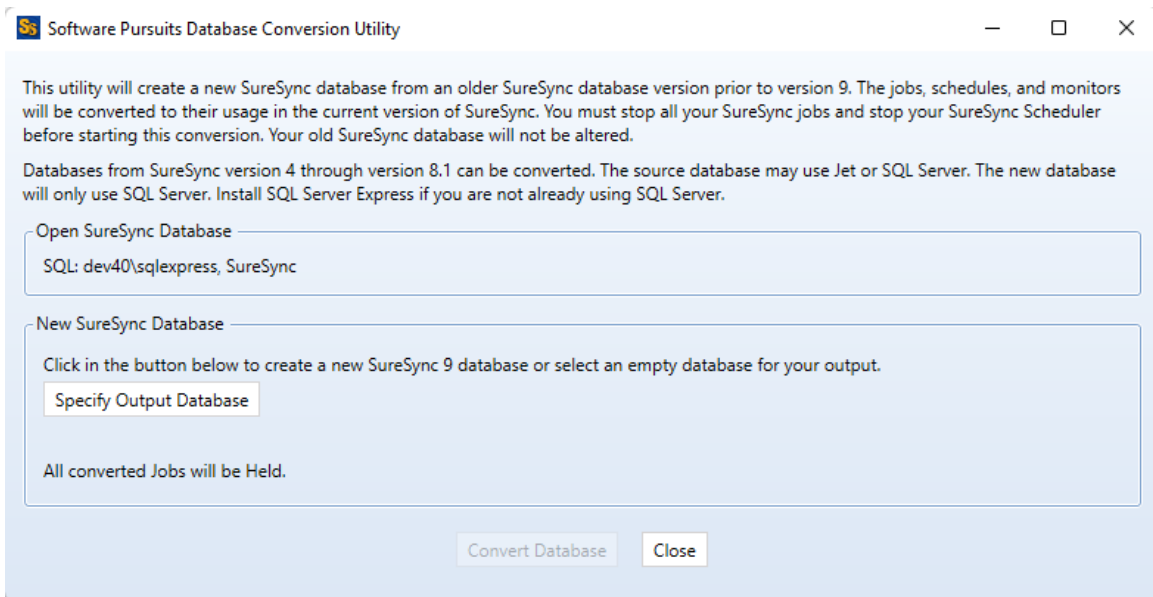 Ss Software Pursuits Database Conversion Utility
This utility will create a new SureSync database from an older SureSync database version prior to version 9. The jobs, schedules, and monitors
will be converted to their usage in the current version of SureSync. You must stop all your SureSync jobs and stop your SureSync Scheduler
before starting this conversion. Your old SureSync database will not be altered.
Databases from SureSync version 4 through version 8.1 can be converted. The source database may use Jet or SQL Server. The new database
will only use SQL Server. Install SQL Server Express if you are not already using SQL Server.
Open SureSync Database
SQL: dev40\sqlexpress, SureSync
New SureSync Database
Click in the button below to create a new SureSync 9 database or select an empty database for your output.
Specify Output Database
All converted Jobs will be Held.
Convert Database Close